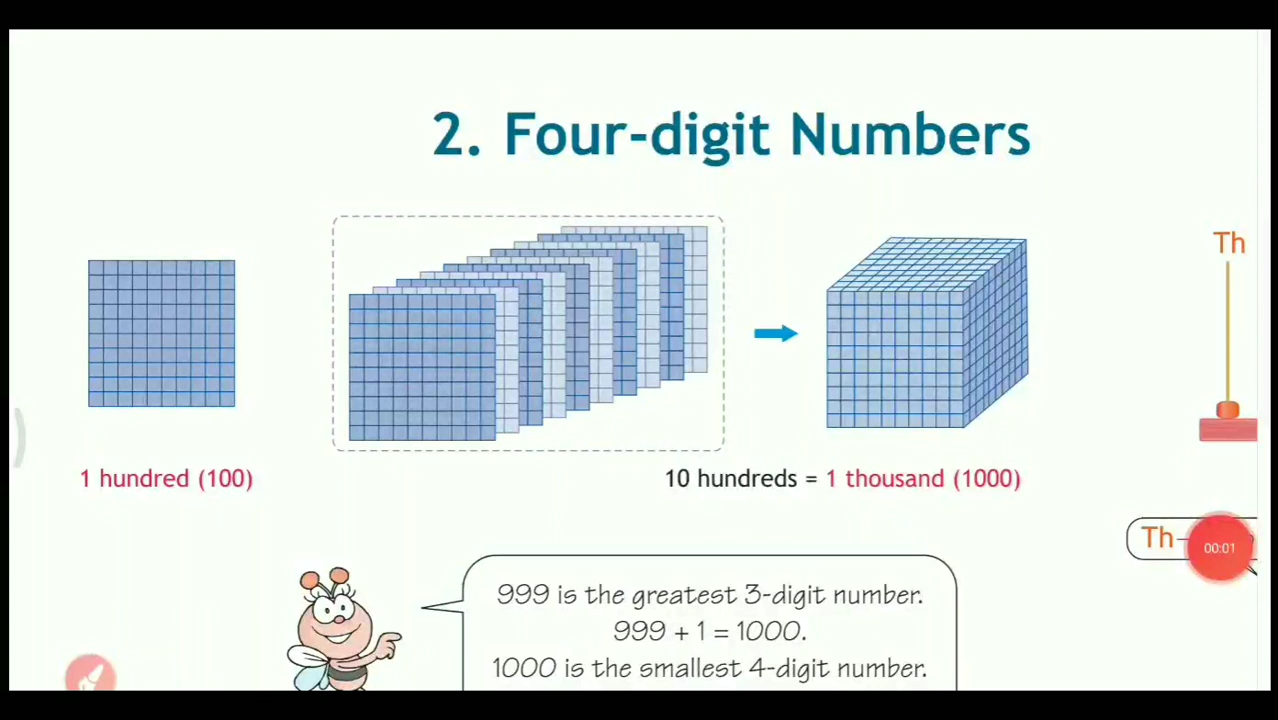 2. Four-digit Numbers
Th
1 hundred (100)
10 hundreds = 1 thousand (1000)
Th
00:01
999 is the greatest 3-digit number.
999 + 1 = 1000.
1000 is the smallest 4-digit number.